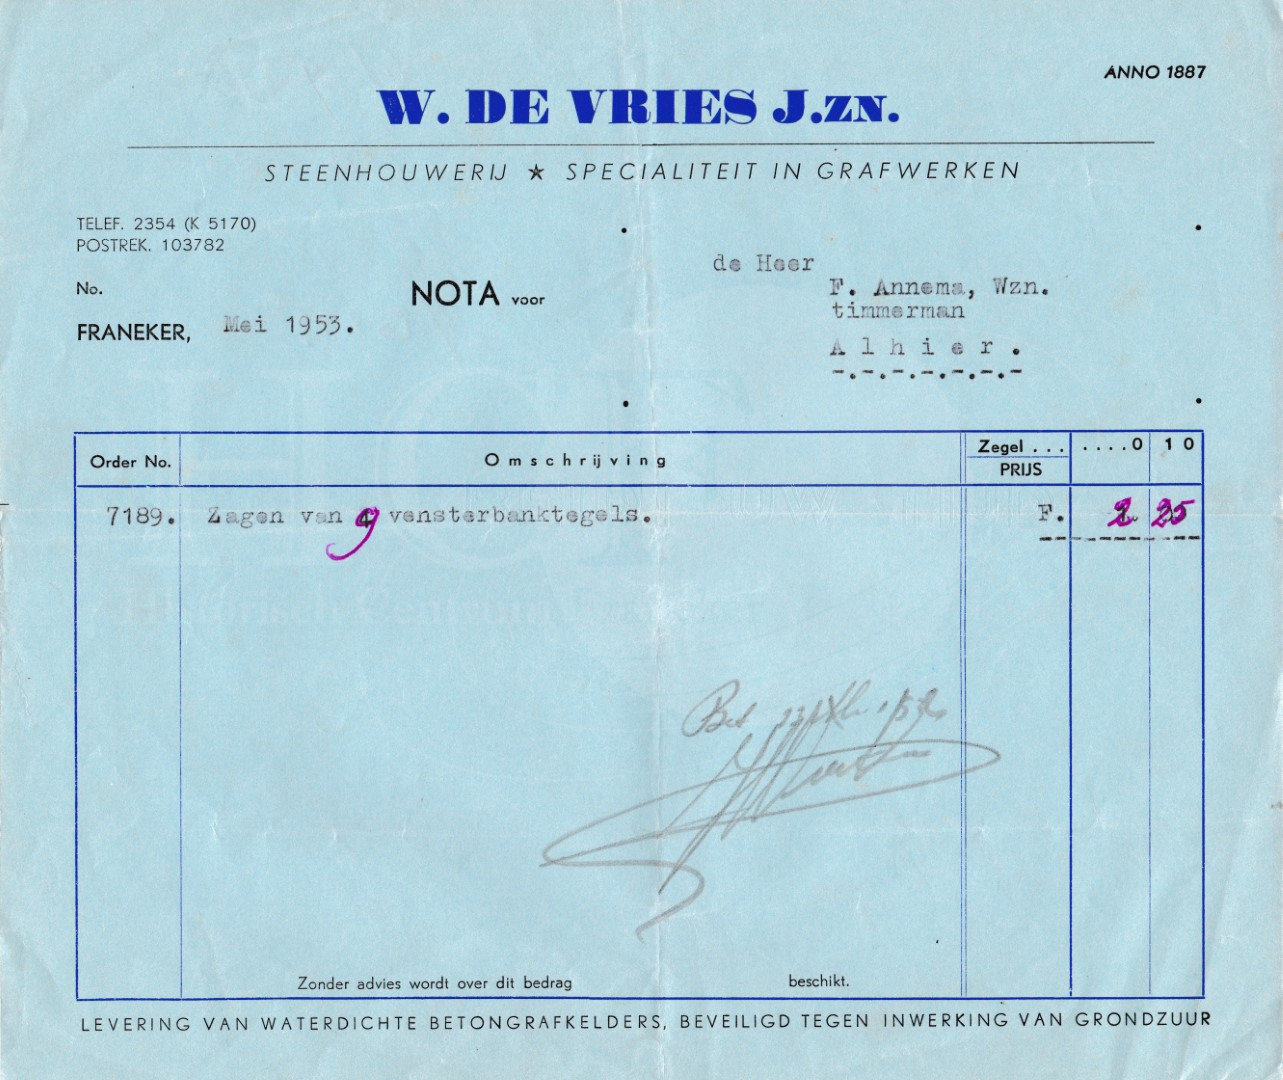 ANNO 1887
W. DE VRIES J.ZN.
STEENHOUWERIJ ★ SPECIALITEIT IN GRAFWERKEN
TELEF. 2354 (K 5170)
POSTREK. 103782
No.
NOTA voor
de Heer
F. Annema, Wzn.
timmerman
Alhier.
-.-.-.-.-.-.-
FRANEKER, Mei 1953.
Order No. Omschrijving Zegel . . . . . . . 0 10
PRIJS
7189. Zagen van 9 vensterbanktegels. F. 2 25
Bet
Zonder advies wordt over dit bedrag beschikt.
LEVERING VAN WATERDICHTE BETONGRAFKELDERS, BEVEILIGD TEGEN INWERKING VAN GRONDZUUR